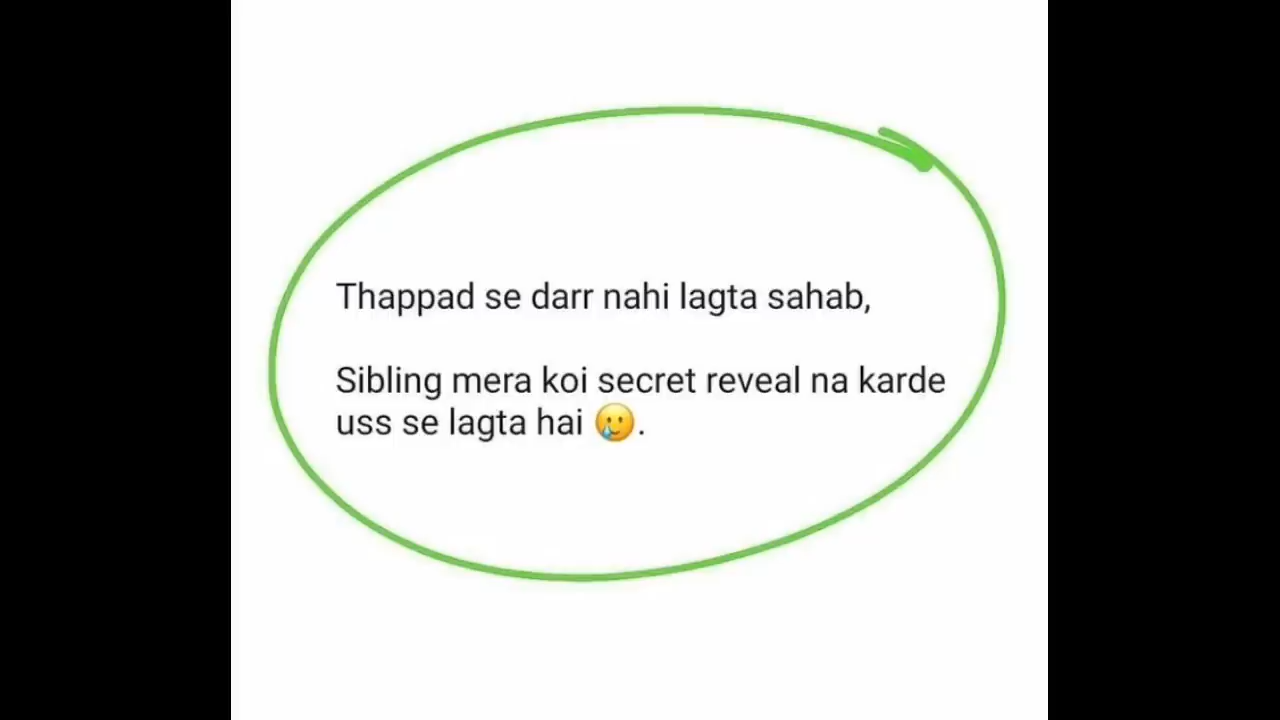 Thappad se darr nahi lagta sahab,
Sibling mera koi secret reveal na karde
uss se lagta hai 🥲.